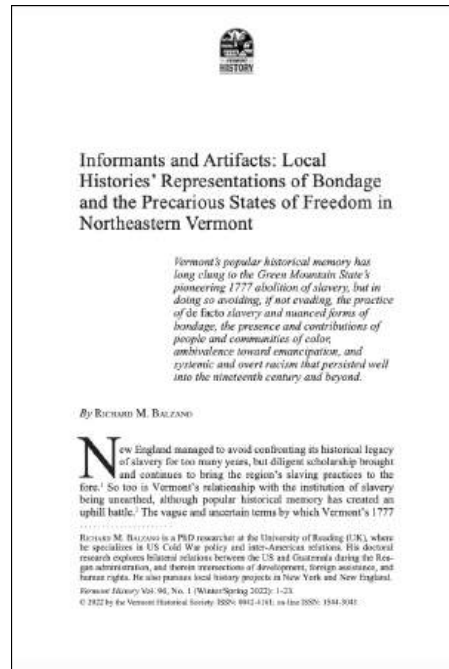 VERMONT
HISTORY
Informants and Artifacts: Local
Histories' Representations of Bondage
and the Precarious States of Freedom in
Northeastern Vermont
Vermont's popular historical memory has
long clung to the Green Mountain State's
pioneering 1777 abolition of slavery, but in
doing so avoiding, if not evading, the practice
of de facto slavery and nuanced forms of
bondage, the presence and contributions of
people and communities of color,
ambivalence toward emancipation, and
systemic and overt racism that persisted well
into the nineteenth century and beyond.
By RICHARD M. BALZANO
New England managed to avoid confronting its historical legacy
of slavery for too many years, but diligent scholarship brought
and continues to bring the region's slaving practices to the
fore.¹ So too is Vermont's relationship with the institution of slavery
being unearthed, although popular historical memory has created an
uphill battle.² The vague and uncertain terms by which Vermont's 1777
. . . . . . . . . . . . . . . . . . . .
RICHARD M. BALZANO is a PhD researcher at the University of Reading (UK), where
he specializes in US Cold War policy and inter-American relations. His doctoral
research explores bilateral relations between the US and Guatemala during the Rea-
gan administration, and therein intersections of development, foreign assistance, and
human rights. He also pursues local history projects in New York and New England.
Vermont History Vol. 90, No. 1 (Winter/Spring 2022): 1-23.
© 2022 by the Vermont Historical Society. ISSN: 0042-4161; on-line ISSN: 1544-3043